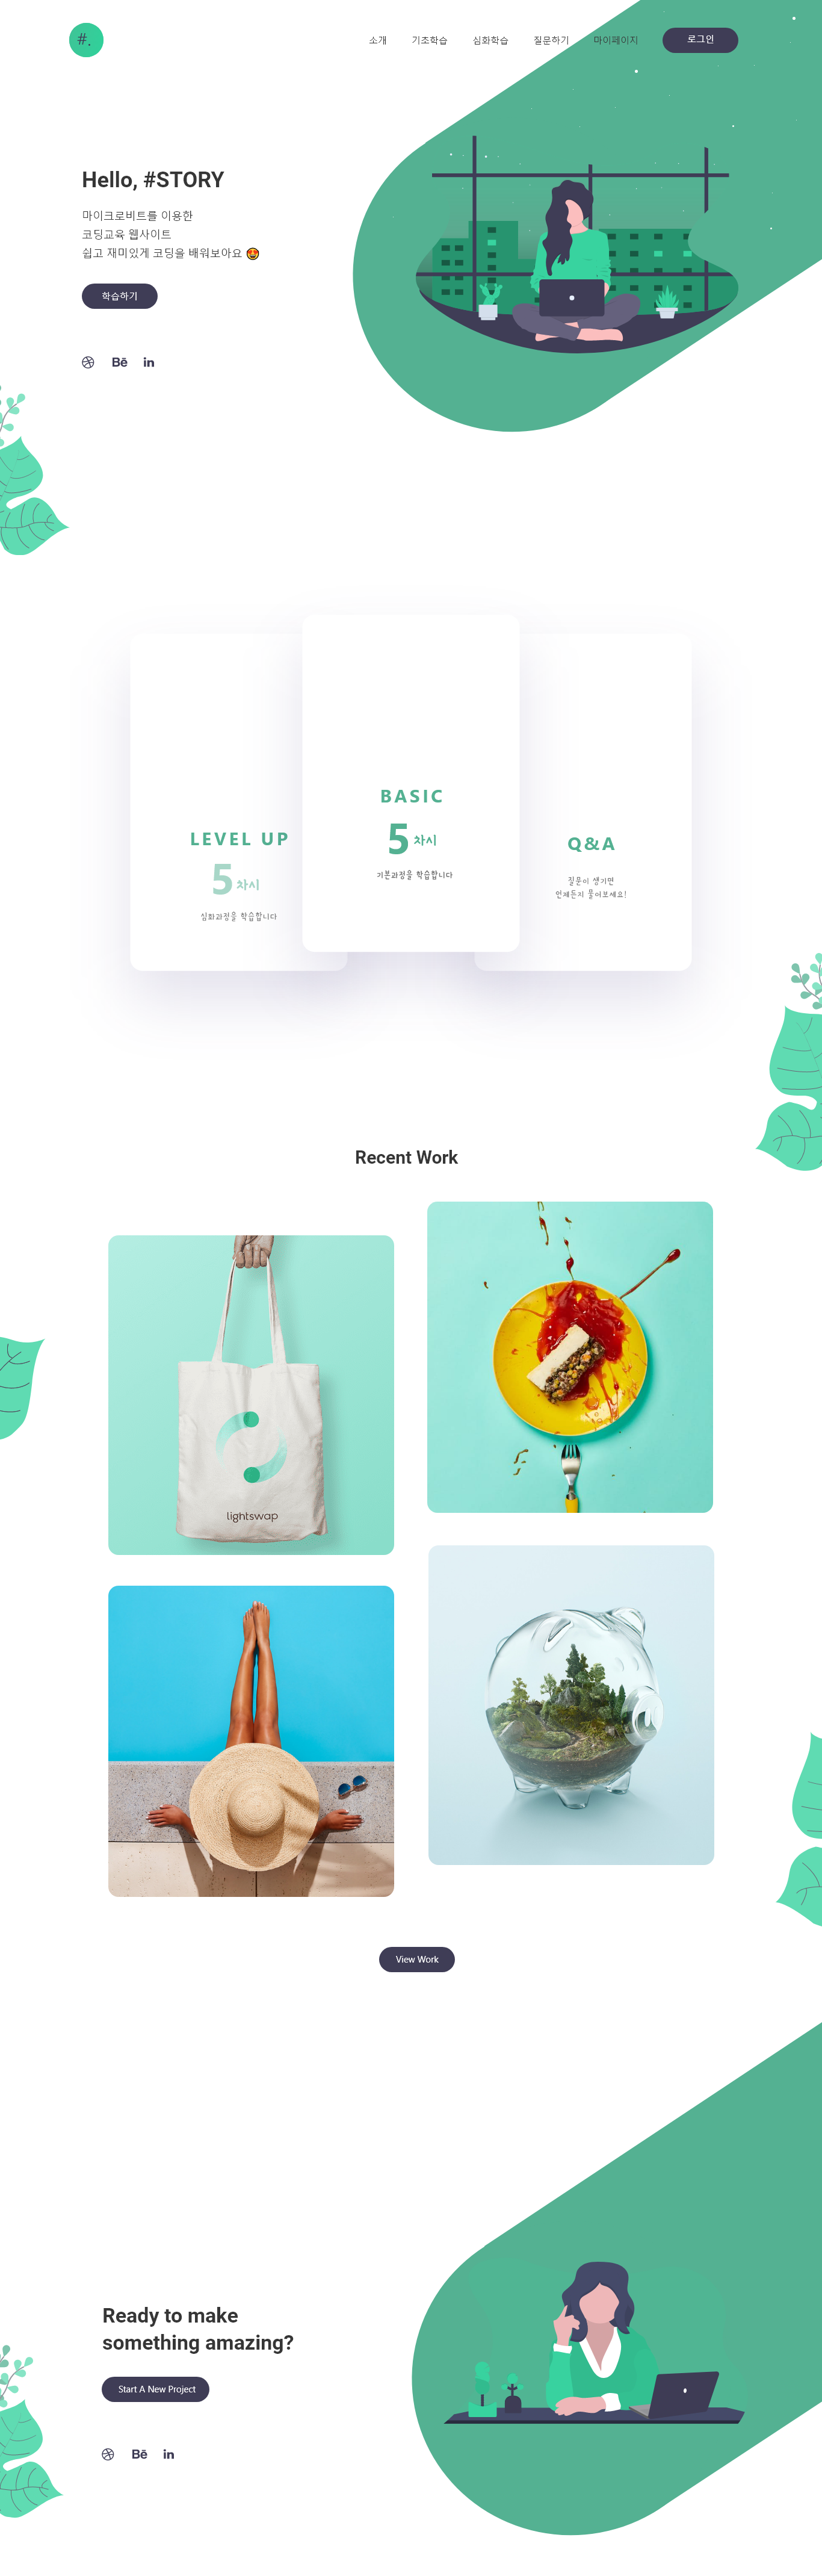 #.
소개 기초학습 심화학습 질문하기 마이페이지 로그인
Hello, #STORY
마이크로비트를 이용한
코딩교육 웹사이트
쉽고 재미있게 코딩을 배워보아요 🤩
학습하기
Bē in
LEVEL UP
5 차시
심화과정을 학습합니다
BASIC
5 차시
기본과정을 학습합니다
Q&A
질문이 생기면
언제든지 물어보세요!
Recent Work
lightswap
View Work
Ready to make
something amazing?
Start A New Project
Bē in